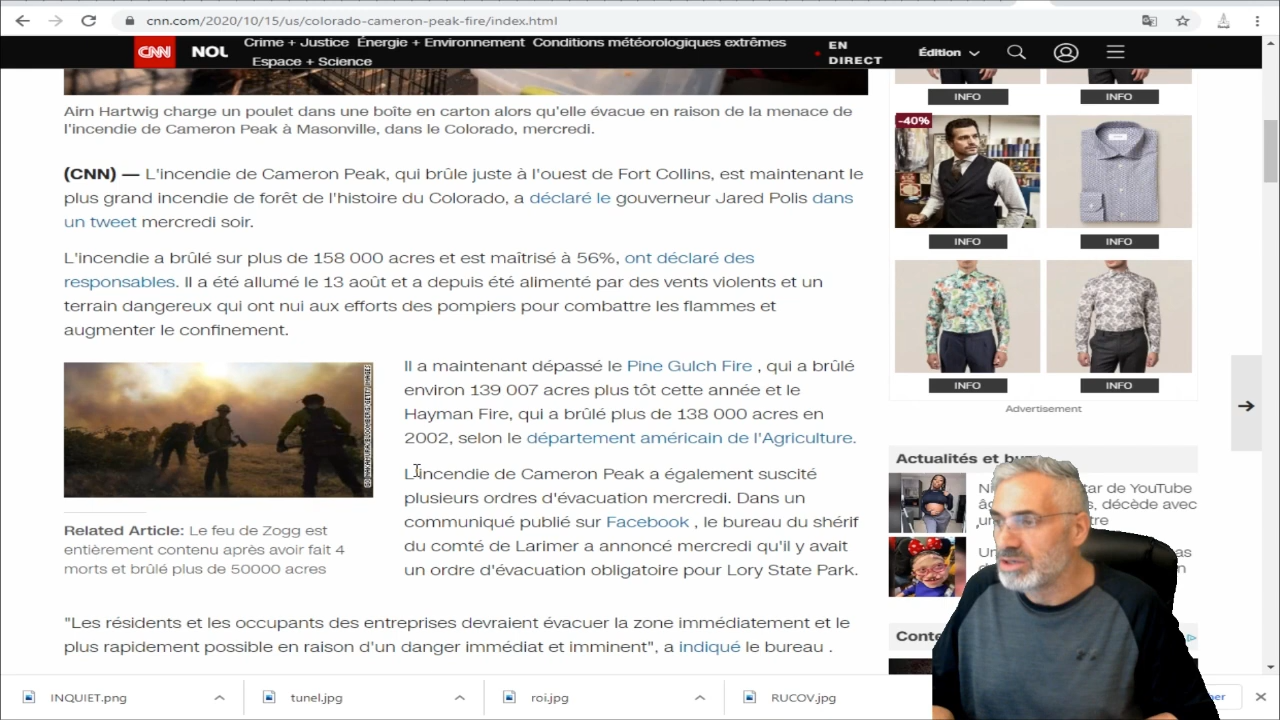 cnn.com/2020/10/15/us/colorado-cameron-peak-fire/index.html
CNN NOL Crime + Justice Énergie + Environnement Conditions météorologiques extrêmes
Espace + Science
EN
DIRECT
Édition
Airn Hartwig charge un poulet dans une boîte en carton alors qu'elle évacue en raison de la menace de
l'incendie de Cameron Peak à Masonville, dans le Colorado, mercredi.
(CNN) — L'incendie de Cameron Peak, qui brûle juste à l'ouest de Fort Collins, est maintenant le
plus grand incendie de forêt de l'histoire du Colorado, a déclaré le gouverneur Jared Polis dans
un tweet mercredi soir.
L'incendie a brûlé sur plus de 158 000 acres et est maîtrisé à 56%, ont déclaré des
responsables. Il a été allumé le 13 août et a depuis été alimenté par des vents violents et un
terrain dangereux qui ont nui aux efforts des pompiers pour combattre les flammes et
augmenter le confinement.
Il a maintenant dépassé le Pine Gulch Fire , qui a brûlé
environ 139 007 acres plus tôt cette année et le
Hayman Fire, qui a brûlé plus de 138 000 acres en
2002, selon le département américain de l'Agriculture.
L'incendie de Cameron Peak a également suscité
plusieurs ordres d'évacuation mercredi. Dans un
communiqué publié sur Facebook , le bureau du shérif
du comté de Larimer a annoncé mercredi qu'il y avait
un ordre d'évacuation obligatoire pour Lory State Park.
Related Article: Le feu de Zogg est
entièrement contenu après avoir fait 4
morts et brûlé plus de 50000 acres
"Les résidents et les occupants des entreprises devraient évacuer la zone immédiatement et le
plus rapidement possible en raison d'un danger immédiat et imminent", a indiqué le bureau .
INFO INFO
-40%
INFO INFO
INFO INFO
Advertisement
Actualités et
tar de YouTube
s, décède avec
INQUIET.png
tunel.jpg
roi.jpg
RUCOV.jpg